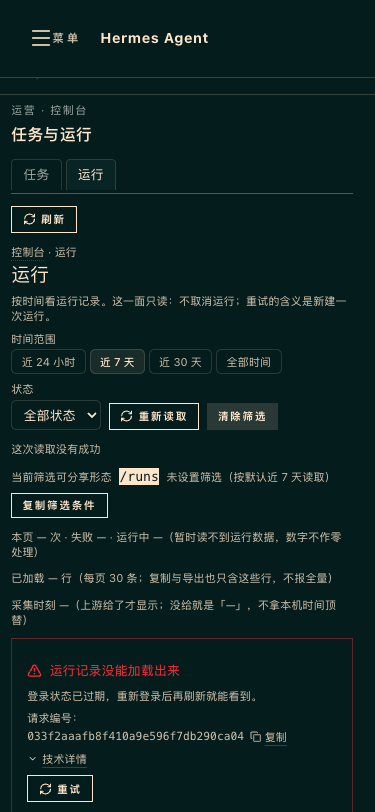 菜单 Hermes Agent
运营 · 控制台
任务与运行
任务 运行
刷新
控制台 · 运行
运行
按时间看运行记录。这一面只读：不取消运行；重试的含义是新建一
次运行。
时间范围
近 24 小时 近 7 天 近 30 天 全部时间
状态
全部状态 重新读取 清除筛选
这次读取没有成功
当前筛选可分享形态 /runs 未设置筛选（按默认近 7 天读取）
复制筛选条件
本页 — 次 · 失败 — · 运行中 —（暂时读不到运行数据，数字不作零
处理）
已加载 — 行（每页 30 条；复制与导出也只含这些行，不报全量）
采集时刻 —（上游给了才显示；没给就是「—」，不拿本机时间顶
替）
运行记录没能加载出来
登录状态已过期，重新登录后再刷新就能看到。
请求编号：
033f2aaafb8f410a9e596f7db290ca04 复制
技术详情
重试